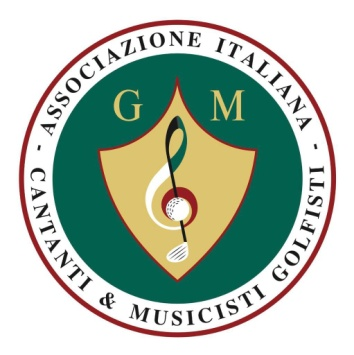 ASSOCIAZIONE ITALIANA -
CANTANTI & MUSICISTI GOLFISTI -
G M